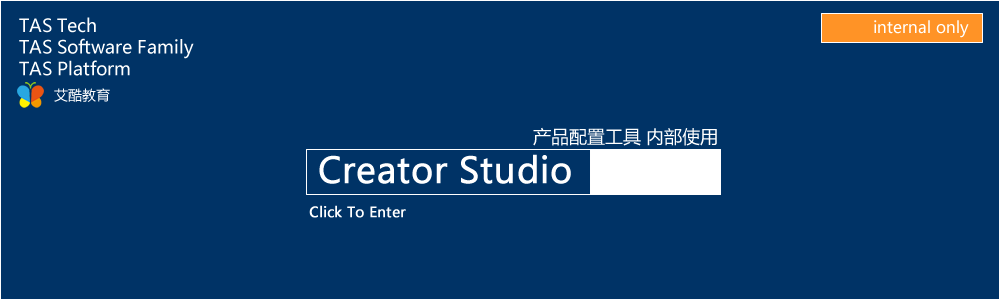 TAS Tech
TAS Software Family
TAS Platform
艾酷教育
internal only
产品配置工具 内部使用
Creator Studio
Click To Enter